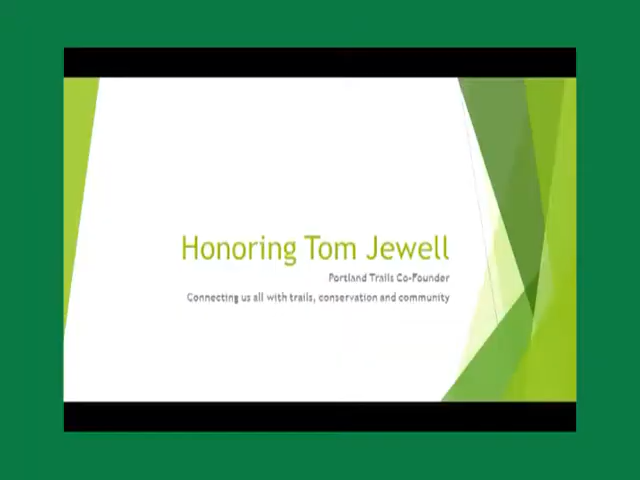 Honoring Tom Jewell
Portland Trails Co-Founder
Connecting us all with trails, conservation and community